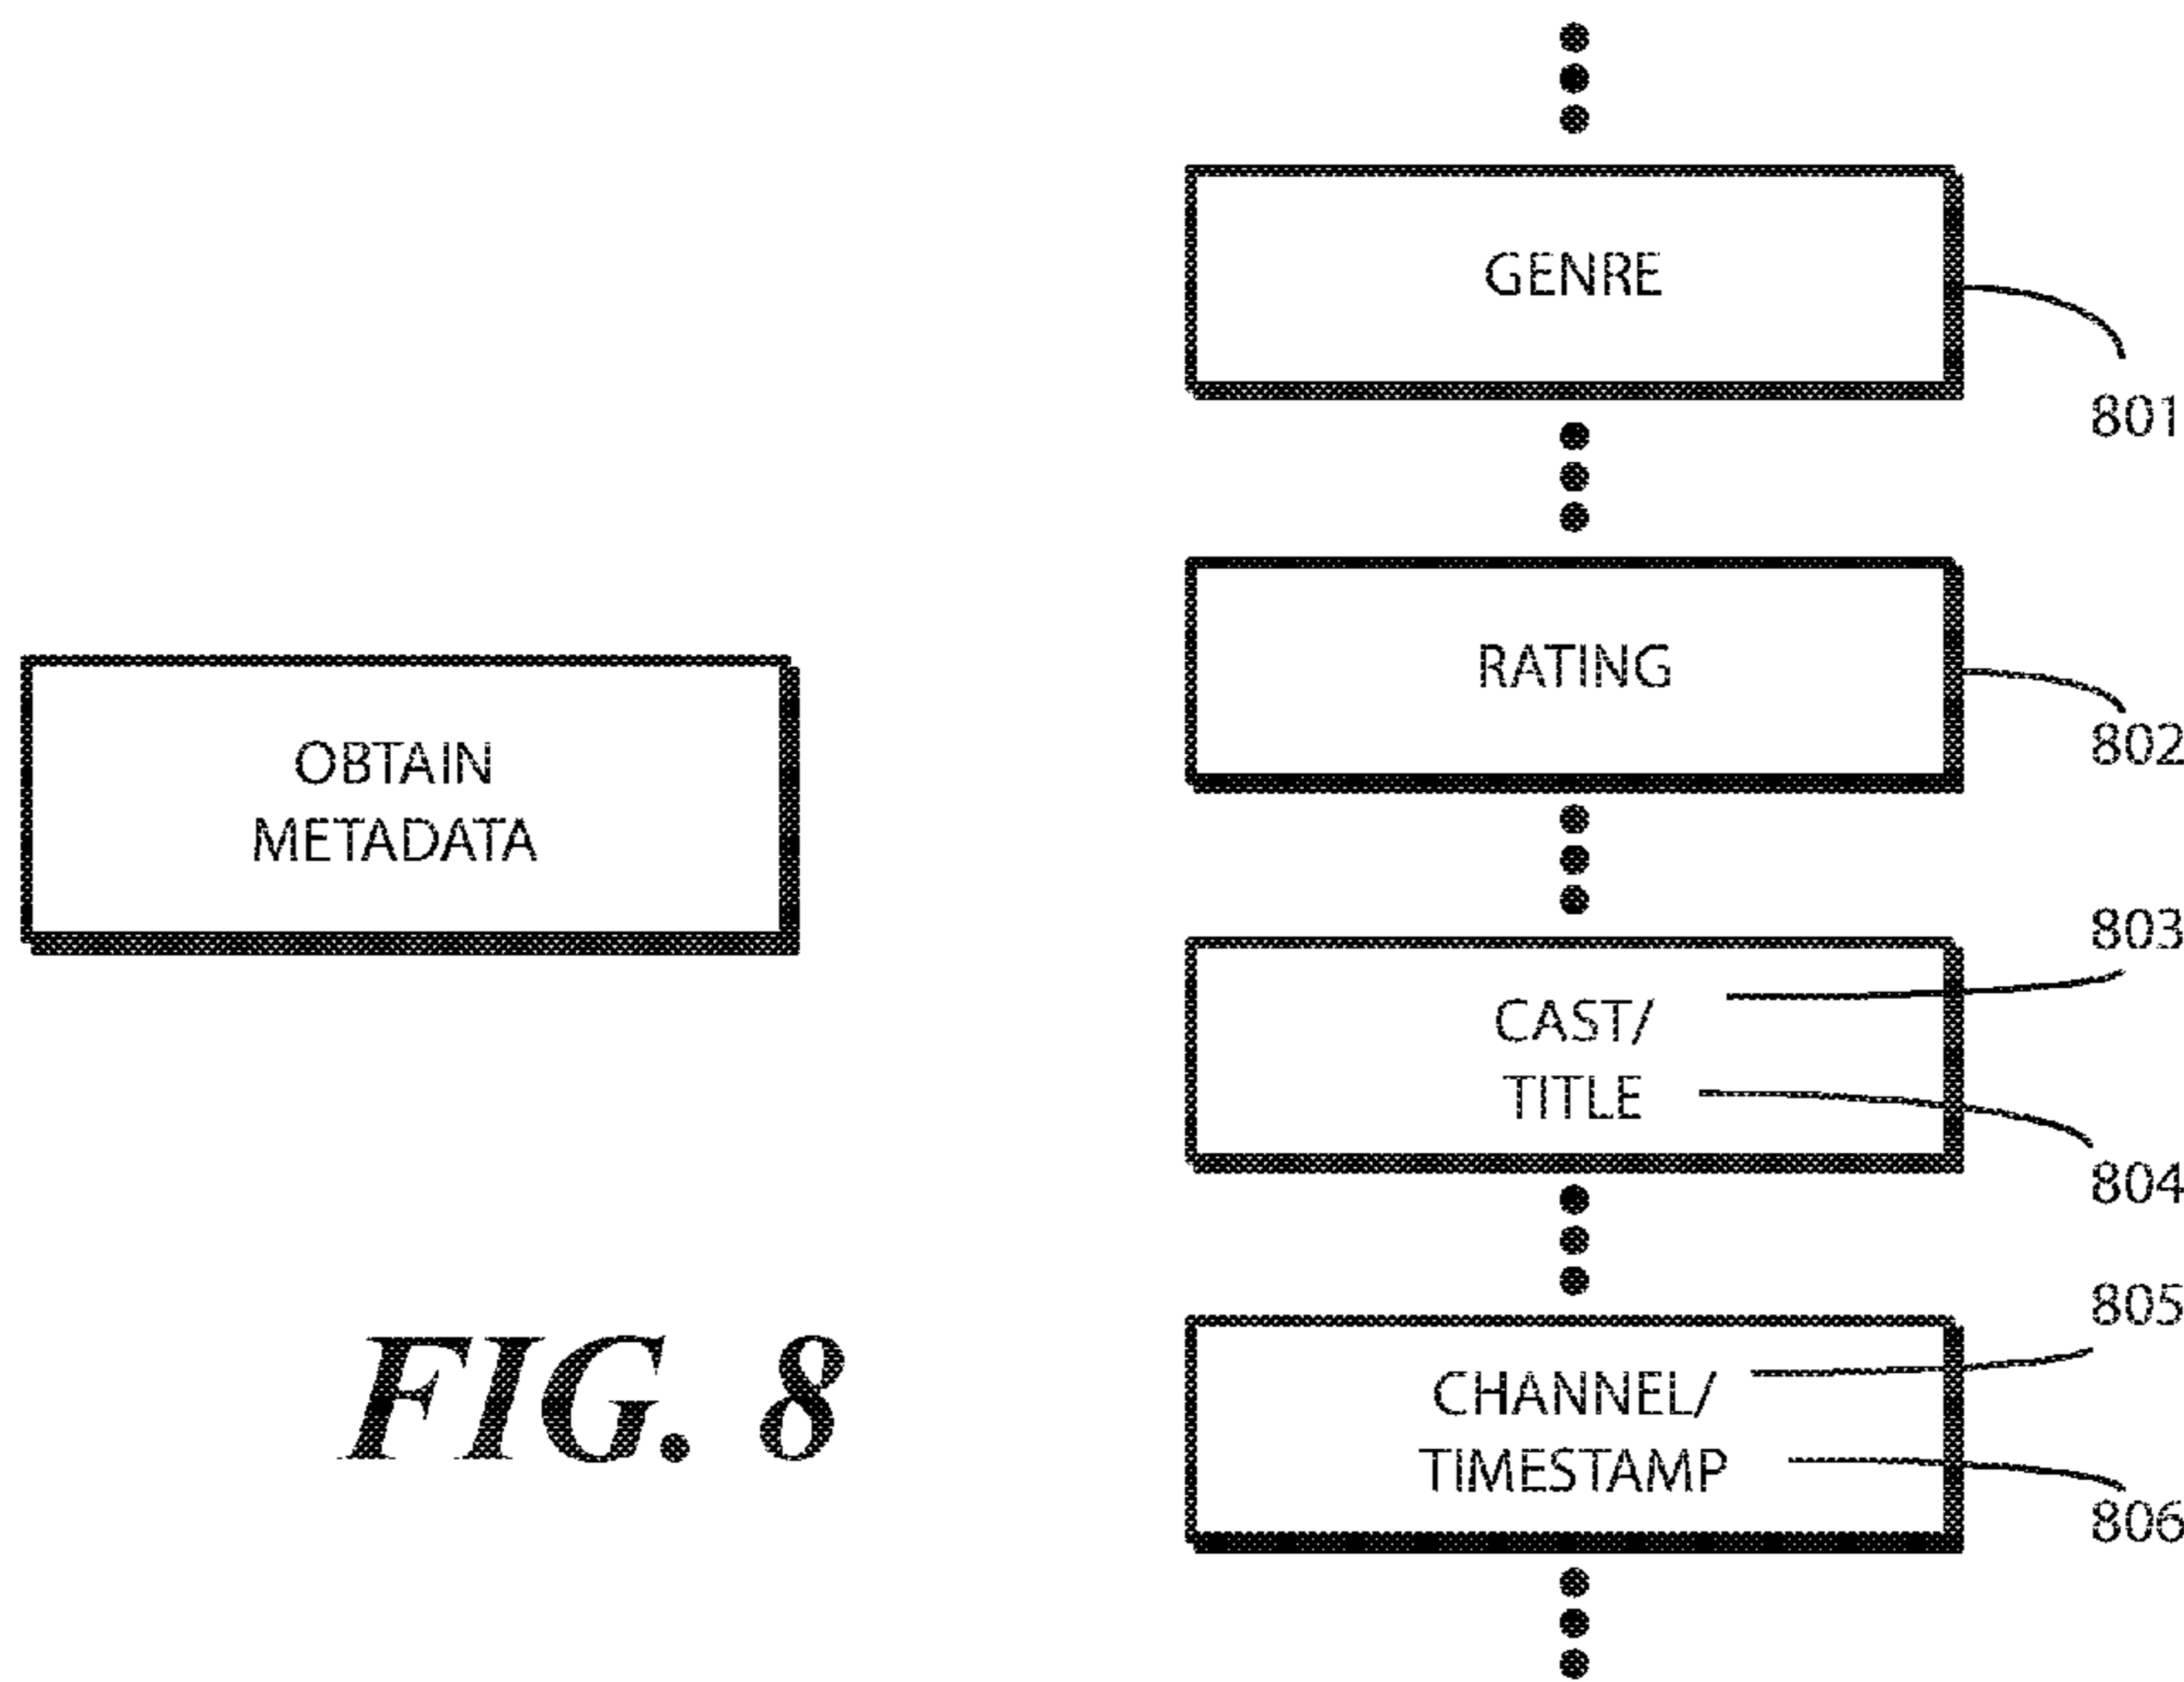 GENRE
801
RATING
802
OBTAIN
METADATA
803
CAST/
TITLE
804
805
CHANNEL/
TIMESTAMP
806
FIG. 8